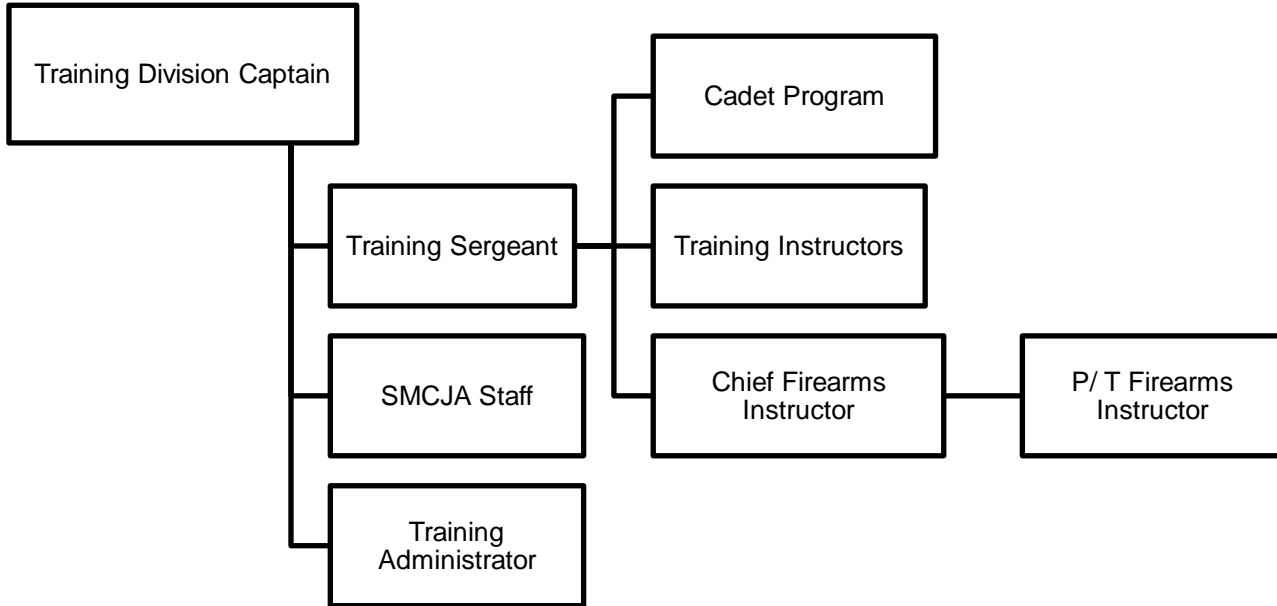 Training Division Captain
Cadet Program
Training Sergeant
Training Instructors
SMCJA Staff
Chief Firearms
Instructor
P/ T Firearms
Instructor
Training
Administrator